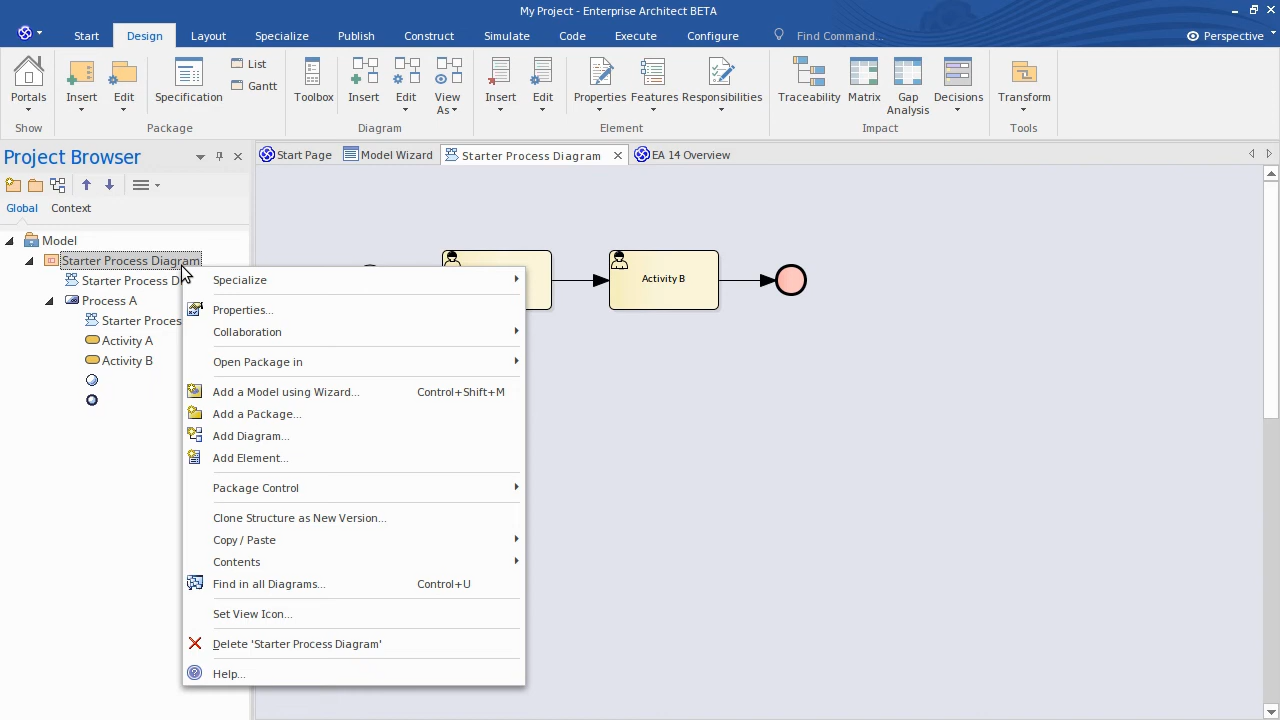 My Project - Enterprise Architect BETA
Start Design Layout Specialize Publish Construct Simulate Code Execute Configure Find Command... Perspective
Portals Insert Edit Specification List Gantt Toolbox Insert Edit View As Insert Edit Properties Features Responsibilities Traceability Matrix Gap Analysis Decisions Transform
Show Package Diagram Element Impact Tools
Project Browser
Start Page Model Wizard Starter Process Diagram EA 14 Overview
Global Context
Model
Starter Process Diagram
Starter Process D
Process A
Starter Proces
Activity A
Activity B
Specialize
Properties...
Collaboration
Open Package in
Add a Model using Wizard... Control+Shift+M
Add a Package...
Add Diagram...
Add Element...
Package Control
Clone Structure as New Version...
Copy / Paste
Contents
Find in all Diagrams... Control+U
Set View Icon...
Delete 'Starter Process Diagram'
Help...
Activity B